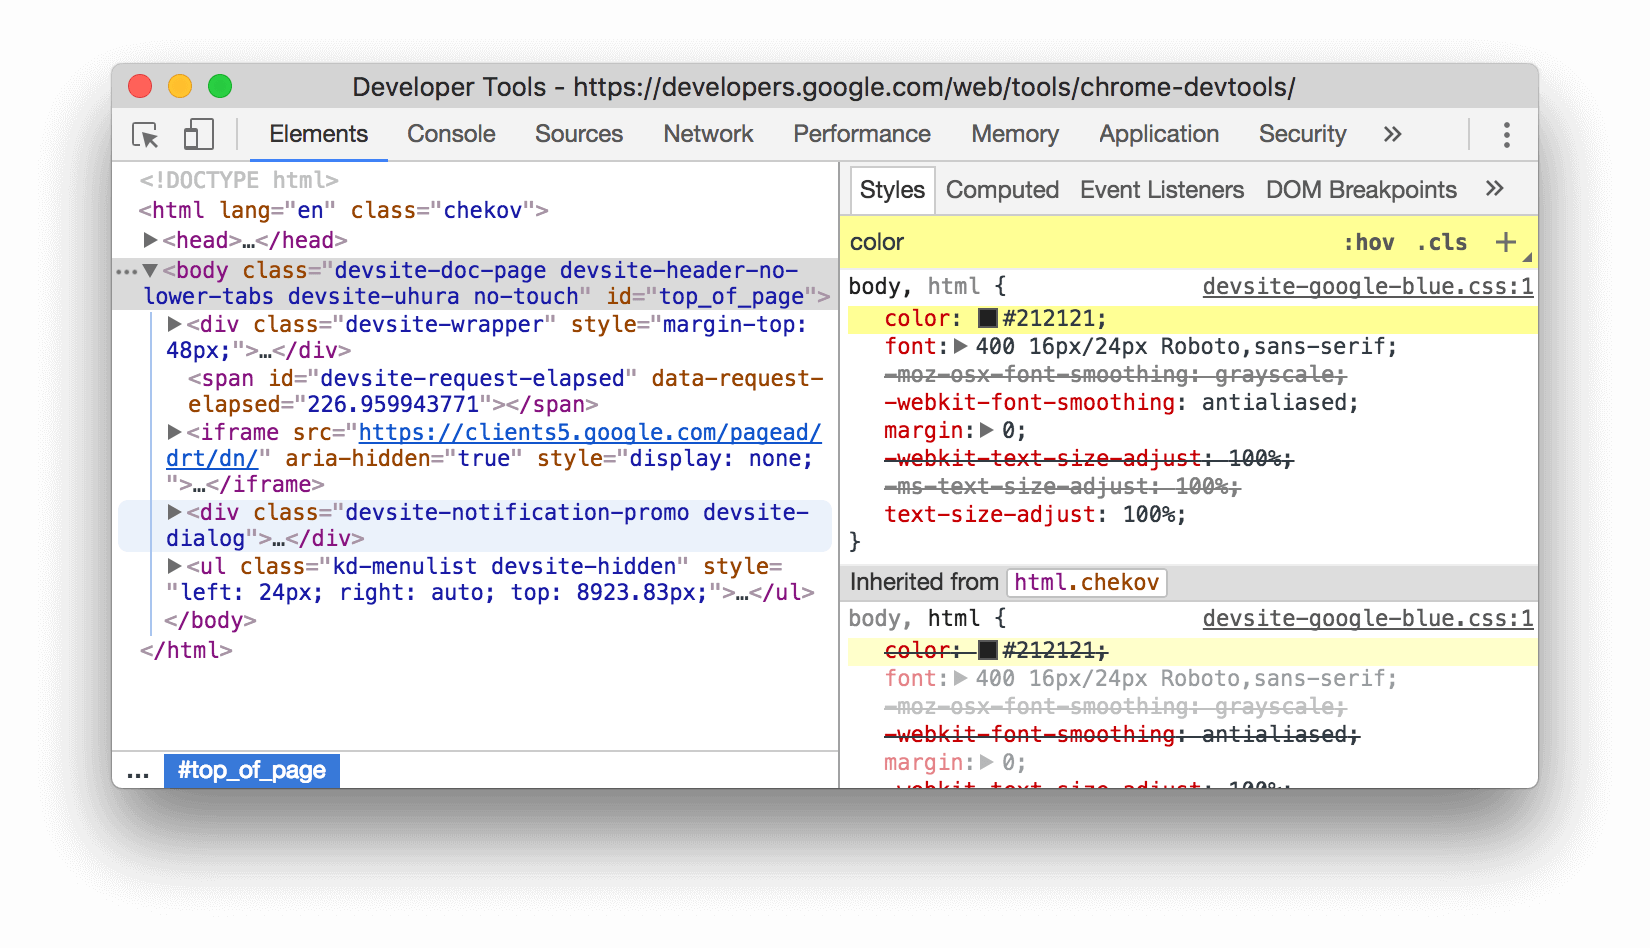 Developer Tools - https://developers.google.com/web/tools/chrome-devtools/
Elements Console Sources Network Performance Memory Application Security »
<!DOCTYPE html>
<html lang="en" class="chekov">
▶<head>…</head>
…▼<body class="devsite-doc-page devsite-header-no-
lower-tabs devsite-uhura no-touch" id="top_of_page">
▶<div class="devsite-wrapper" style="margin-top:
48px;">…</div>
<span id="devsite-request-elapsed" data-request-
elapsed="226.959943771"></span>
▶<iframe src="https://clients5.google.com/pagead/
drt/dn/" aria-hidden="true" style="display: none;
">…</iframe>
▶<div class="devsite-notification-promo devsite-
dialog">…</div>
▶<ul class="kd-menulist devsite-hidden" style=
"left: 24px; right: auto; top: 8923.83px;">…</ul>
</body>
</html>
... #top_of_page
Styles Computed Event Listeners DOM Breakpoints »
color :hov .cls +
body, html { devsite-google-blue.css:1
color: #212121;
font:▶400 16px/24px Roboto,sans-serif;
-moz-osx-font-smoothing: grayscale;
-webkit-font-smoothing: antialiased;
margin:▶0;
-webkit-text-size-adjust: 100%;
-ms-text-size-adjust: 100%;
text-size-adjust: 100%;
}
Inherited from html.chekov
body, html { devsite-google-blue.css:1
color: #212121;
font:▶400 16px/24px Roboto,sans-serif;
-moz-osx-font-smoothing: grayscale;
-webkit-font-smoothing: antialiased;
margin:▶0;
-webkit-text-size-adjust: 100%;